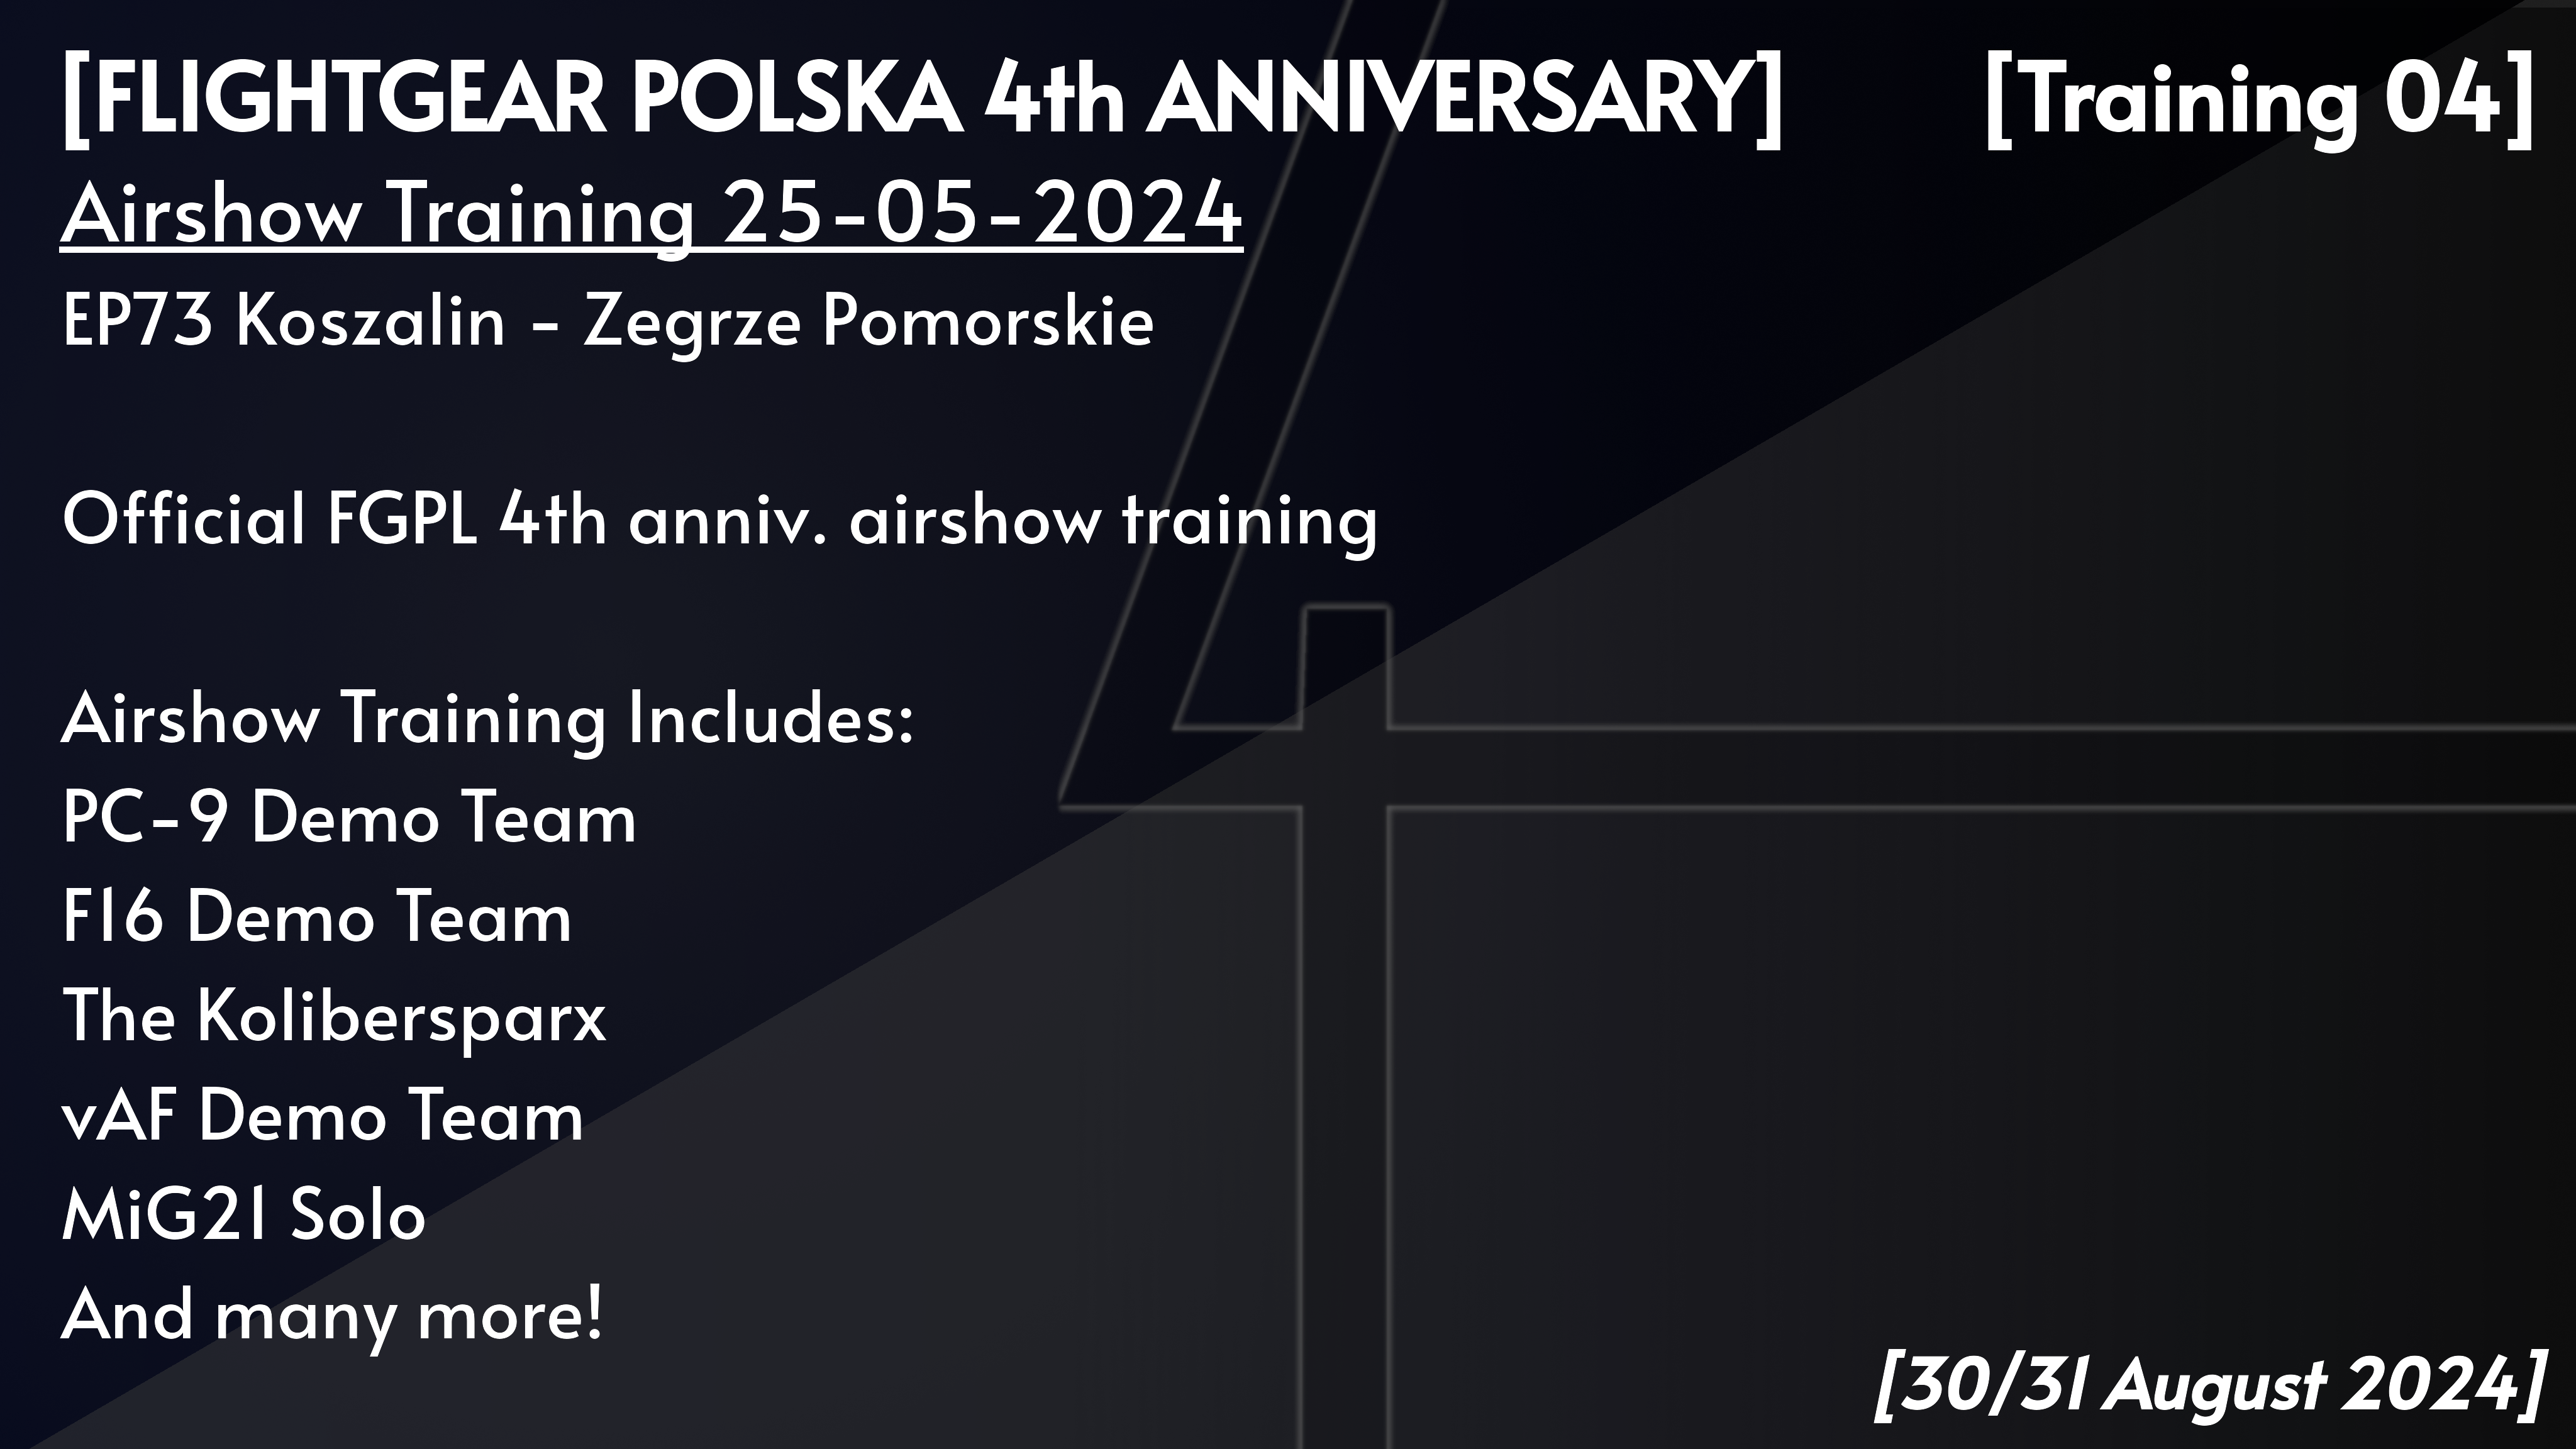 [FLIGHTGEAR POLSKA 4th ANNIVERSARY] [Training 04]
Airshow Training 25-05-2024
EP73 Koszalin - Zegrze Pomorskie
Official FGPL 4th anniv. airshow training
Airshow Training Includes:
PC-9 Demo Team
F16 Demo Team
The Kolibersparx
vAF Demo Team
MiG21 Solo
And many more!
[30/31 August 2024]